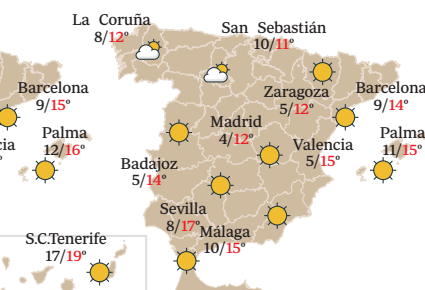 La Coruña
8/12°
San Sebastián
10/11°
Barcelona
9/15°
Zaragoza
5/12°
Barcelona
9/14°
Madrid
4/12°
Palma
12/16°
Valencia
5/15°
Palma
11/15°
Badajoz
5/14°
Sevilla
8/17°
Málaga
10/15°
S.C.Tenerife
17/19°